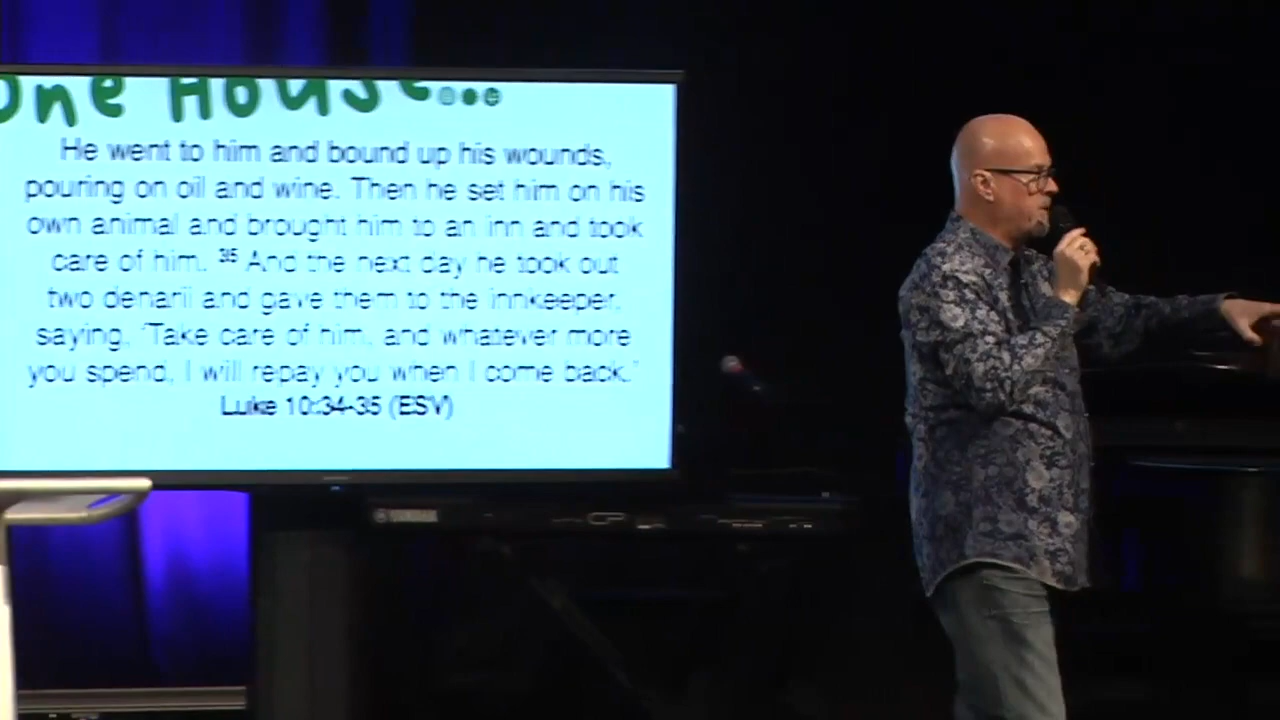 One House...
He went to him and bound up his wounds,
pouring on oil and wine. Then he set him on his
own animal and brought him to an inn and took
care of him. 35 And the next day he took out
two denarii and gave them to the innkeeper,
saying, 'Take care of him, and whatever more
you spend, I will repay you when I come back.'
Luke 10:34-35 (ESV)